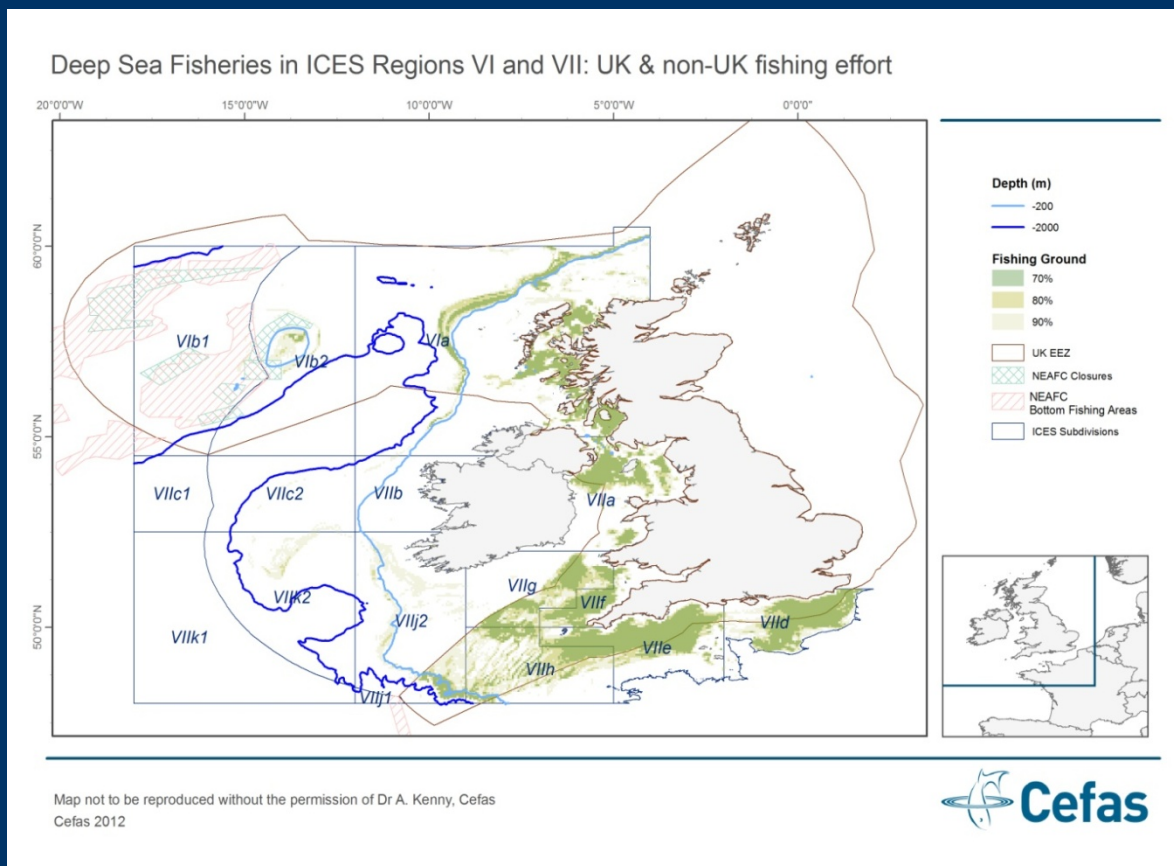 Deep Sea Fisheries in ICES Regions VI and VII: UK & non-UK fishing effort
20°0'0"W 15°0'0"W 10°0'0"W 5°0'0"W 0°0'0"
60°0'0"N
55°0'0"N
50°0'0"N
VIa
VIb1
VIb2
VIIc1
VIIc2
VIIb
VIIa
VIIg
VIIf
VIIk2
VIIk1
VIIj2
VIIe
VIId
VIIh
VIIj1
Depth (m)
-200
-2000
Fishing Ground
70%
80%
90%
UK EEZ
NEAFC Closures
NEAFC
Bottom Fishing Areas
ICES Subdivisions
Map not to be reproduced without the permission of Dr A. Kenny, Cefas
Cefas 2012
Cefas